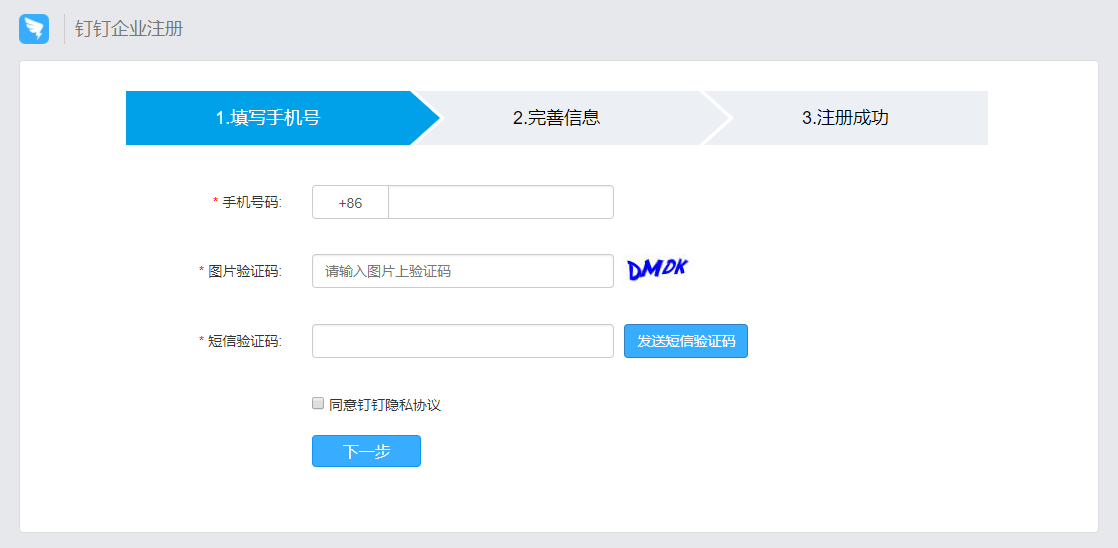 钉钉企业注册
1.填写手机号 2.完善信息 3.注册成功
* 手机号码: +86
* 图片验证码: 请输入图片上验证码 DMDK
* 短信验证码: 发送短信验证码
同意钉钉隐私协议
下一步